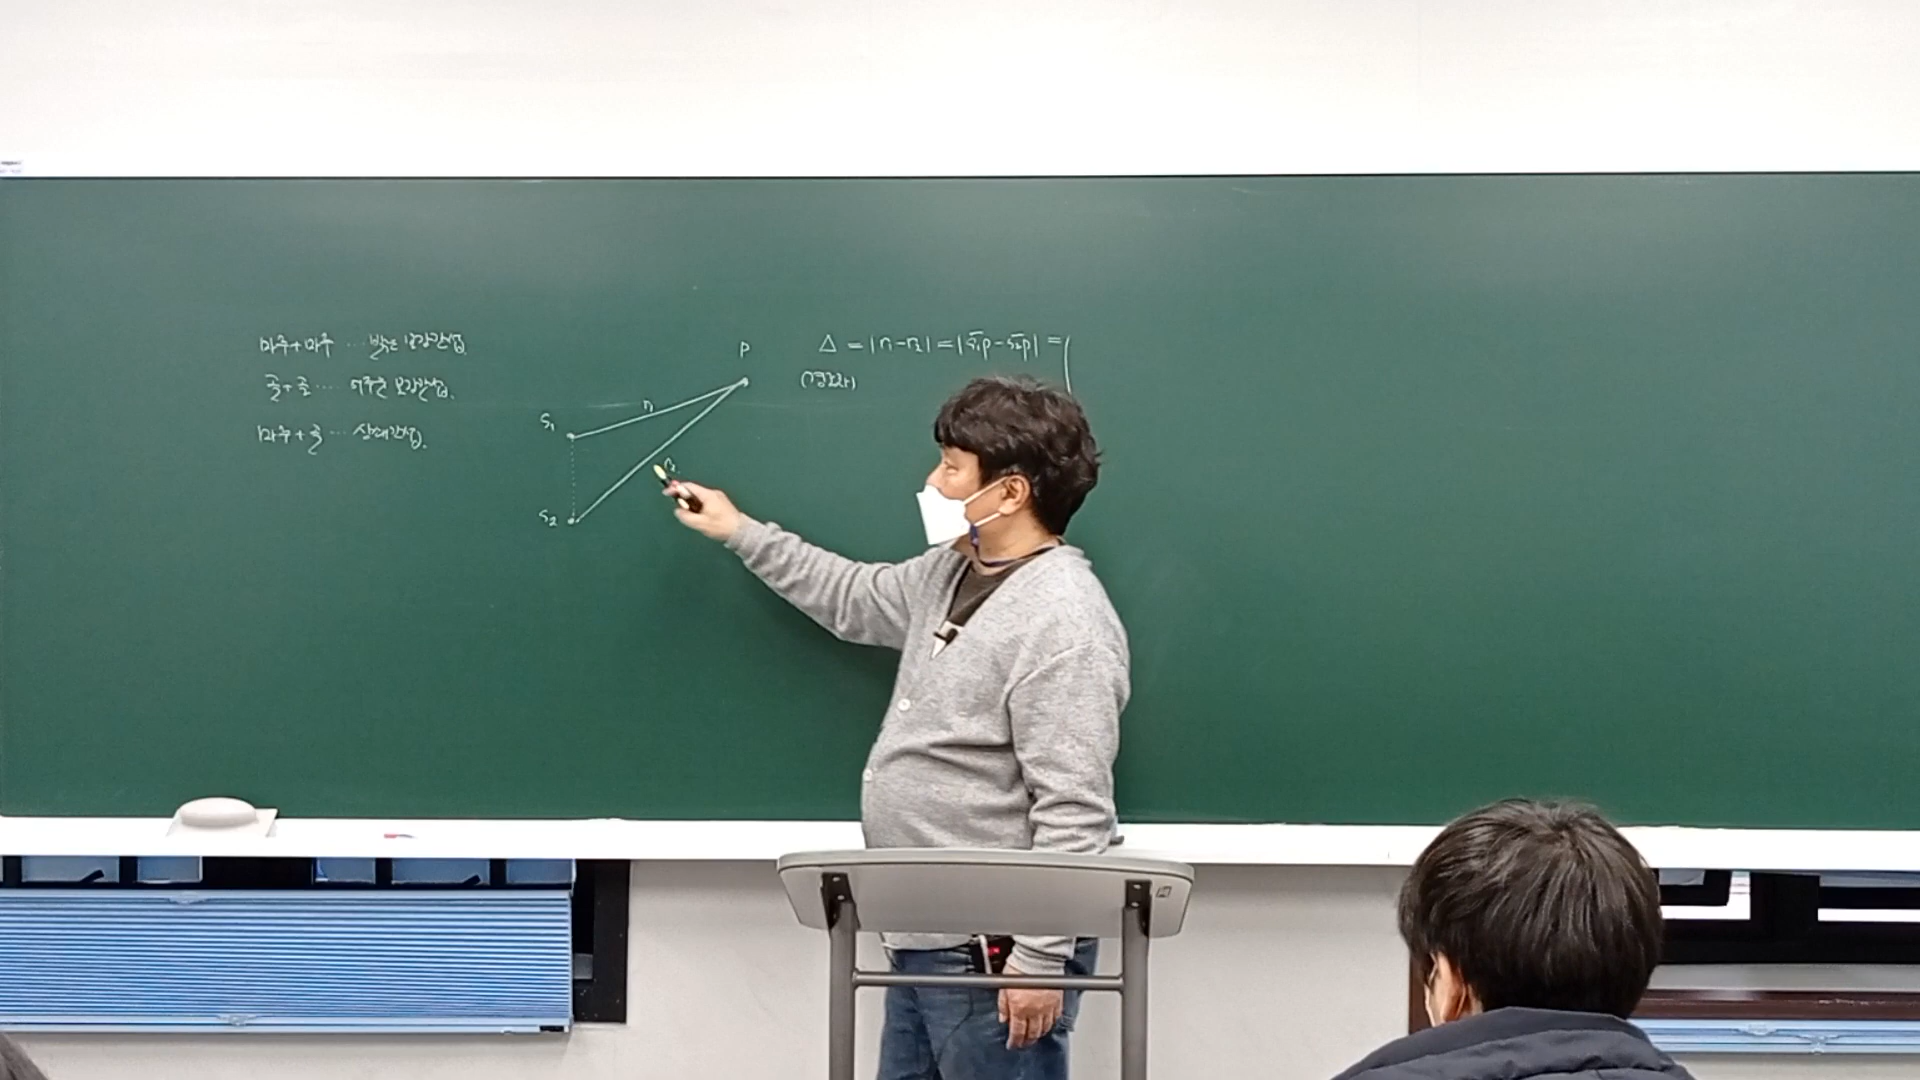 마루+마루 … 밝은 보강간섭.
골+골 … 어두운 보강간섭.
마루+골 … 상쇄간섭.
P
S₁
r₁
r₂
S₂
△ = |r₁-r₂| = |S₁P-S₂P| =
(경로차)